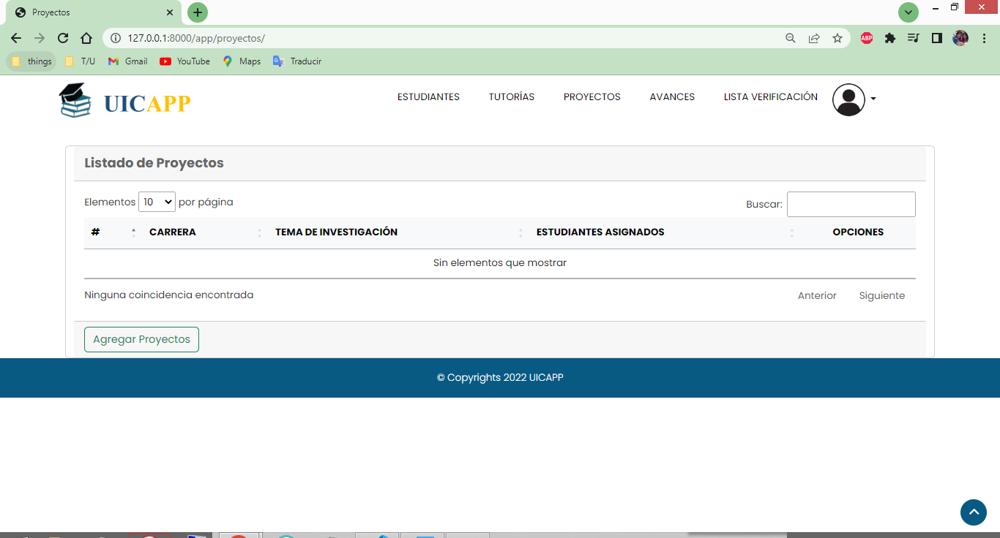 Proyectos
127.0.0.1:8000/app/proyectos/
ABP
things T/U Gmail YouTube Maps Traducir
UICAPP
ESTUDIANTES TUTORÍAS PROYECTOS AVANCES LISTA VERIFICACIÓN
Listado de Proyectos
Elementos 10 por página
Buscar:
# CARRERA TEMA DE INVESTIGACIÓN ESTUDIANTES ASIGNADOS OPCIONES
Sin elementos que mostrar
Ninguna coincidencia encontrada
Anterior Siguiente
Agregar Proyectos
© Copyrights 2022 UICAPP